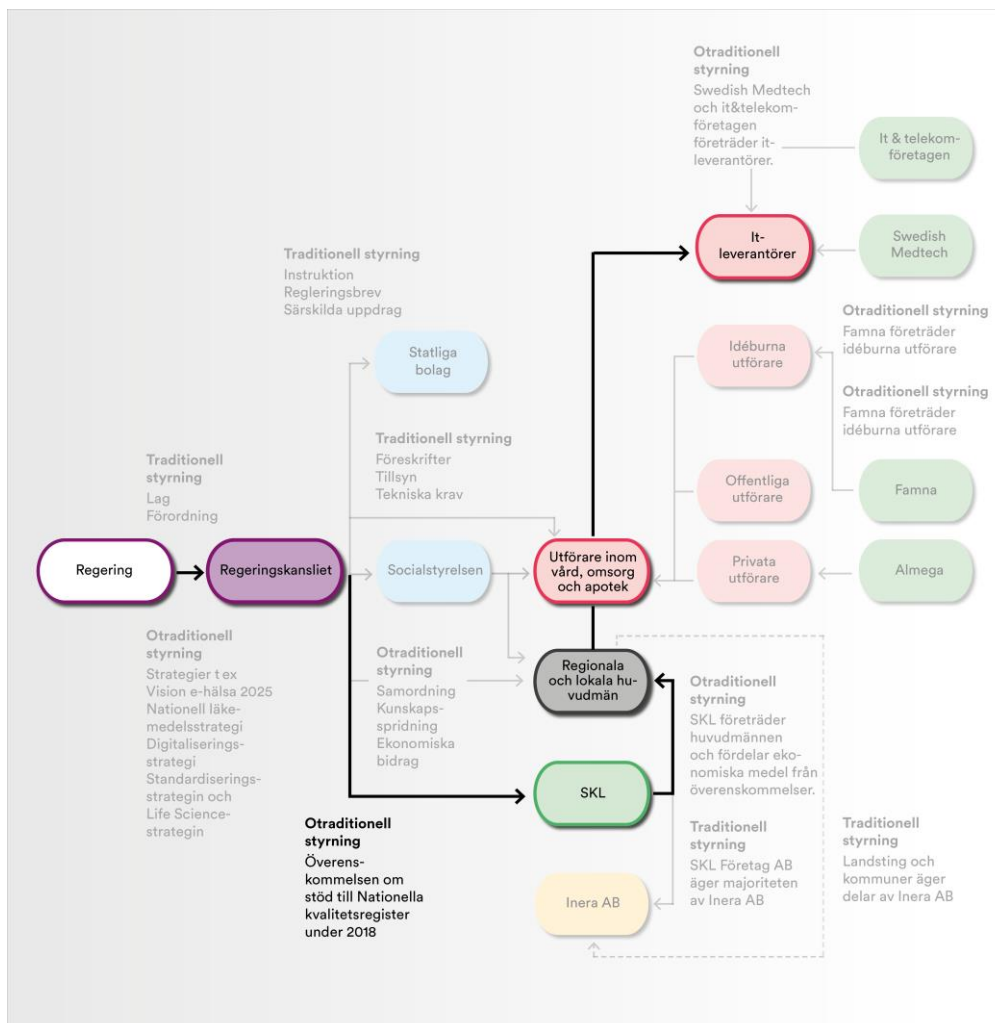 Otraditionell
styrning
Swedish Medtech
och it&telekom-
företagen
företräder it-
leverantörer.
It & telekom-
företagen
It-
leverantörer
Swedish
Medtech
Traditionell styrning
Instruktion
Regleringsbrev
Särskilda uppdrag
Otraditionell styrning
Famna företräder
idéburna utförare
Statliga
bolag
Idéburna
utförare
Otraditionell styrning
Famna företräder
idéburna utförare
Traditionell styrning
Föreskrifter
Tillsyn
Tekniska krav
Traditionell
styrning
Lag
Förordning
Offentliga
utförare
Famna
Regering
Regeringskansliet
Socialstyrelsen
Utförare inom
vård, omsorg
och apotek
Privata
utförare
Almega
Otraditionell
styrning
Strategier t ex
Vision e-hälsa 2025
Nationell läke-
medelsstrategi
Digitaliserings-
strategi
Standardiserings-
strategin och
Life Science-
strategin
Otraditionell
styrning
Samordning
Kunskaps-
spridning
Ekonomiska
bidrag
Regionala
och lokala hu-
vudmän
Otraditionell
styrning
SKL företräder
huvudmännen
och fördelar eko-
nomiska medel från
överenskommelser.
SKL
Otraditionell
styrning
Överens-
kommelsen om
stöd till Nationella
kvalitetsregister
under 2018
Traditionell
styrning
SKL Företag AB
äger majoriteten
av Inera AB
Traditionell
styrning
Landsting och
kommuner äger
delar av Inera AB
Inera AB